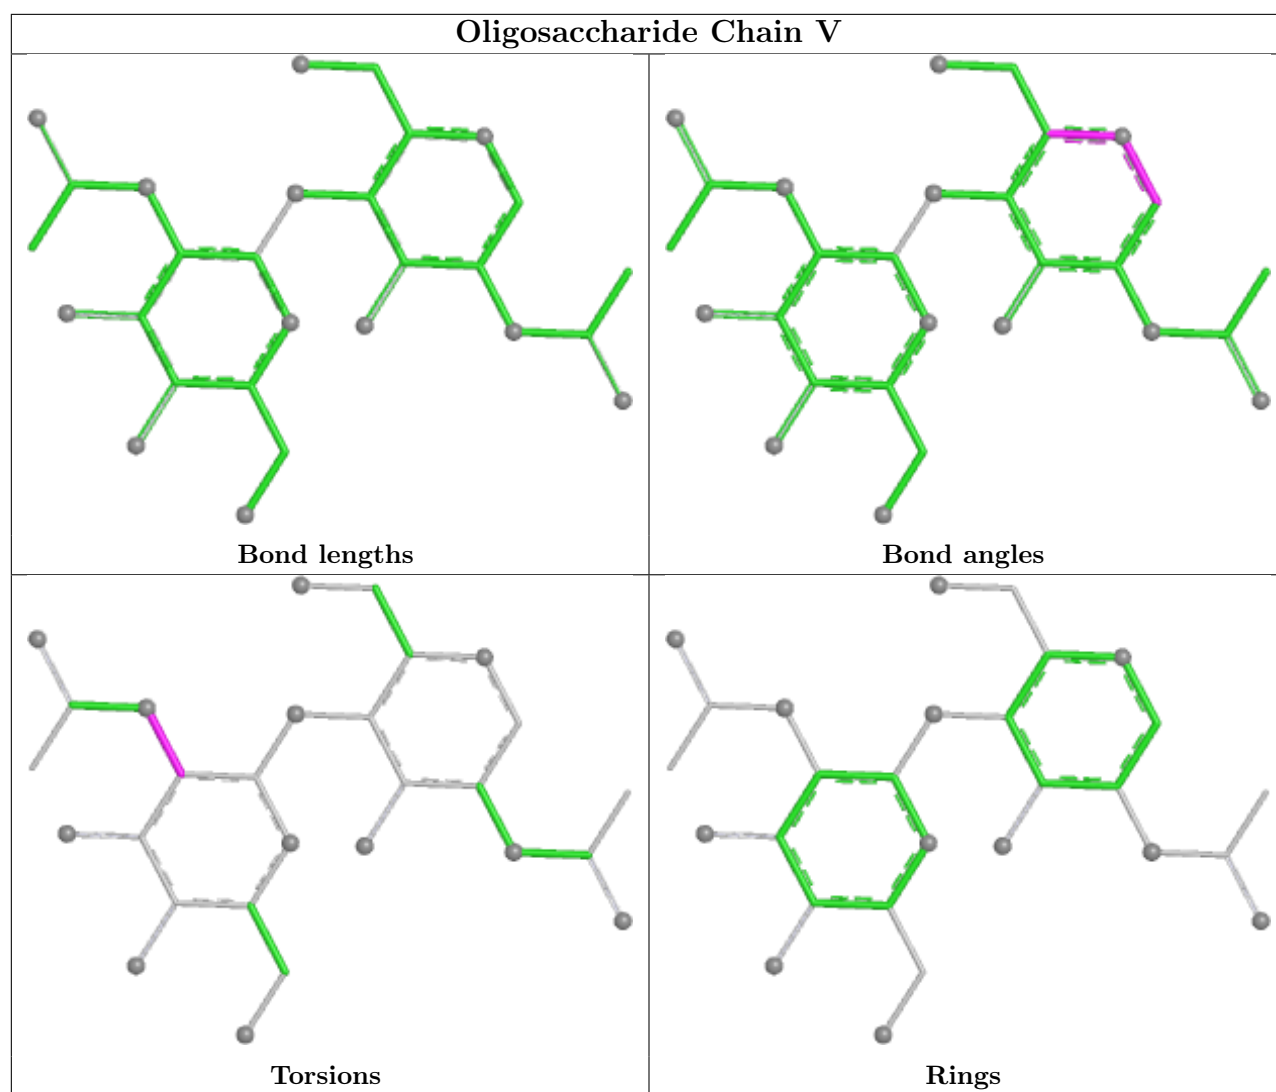 Oligosaccharide Chain V
Bond lengths
Bond angles
Torsions
Rings